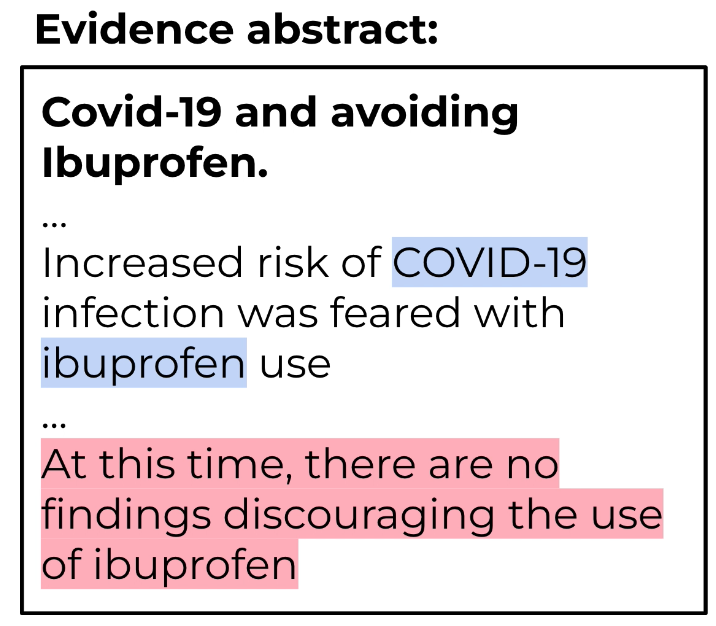 Evidence abstract:
Covid-19 and avoiding
Ibuprofen.
...
Increased risk of COVID-19
infection was feared with
ibuprofen use
...
At this time, there are no
findings discouraging the use
of ibuprofen